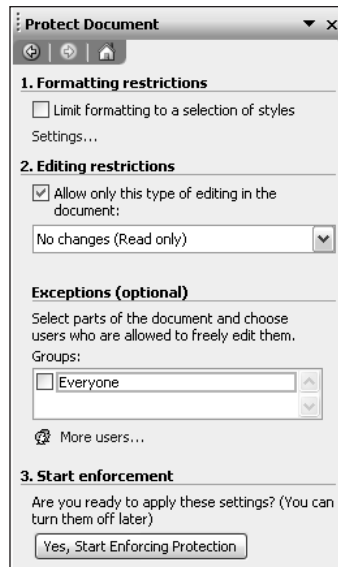 Protect Document
1. Formatting restrictions
Limit formatting to a selection of styles
Settings...
2. Editing restrictions
Allow only this type of editing in the
document:
No changes (Read only)
Exceptions (optional)
Select parts of the document and choose
users who are allowed to freely edit them.
Groups:
Everyone
More users...
3. Start enforcement
Are you ready to apply these settings? (You can
turn them off later)
Yes, Start Enforcing Protection